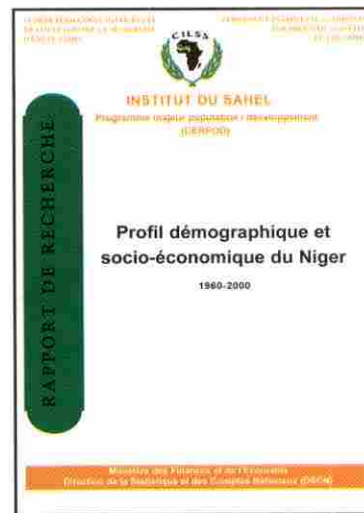 CILSS
INSTITUT DU SAHEL
Programme majeur population / développement
(CERPOD)
RAPPORT DE RECHERCHE
Profil démographique et
socio-économique du Niger
1960-2000
Ministère des Finances et de l'Economie
Direction de la Statistique et des Comptes Nationaux (DSCN)